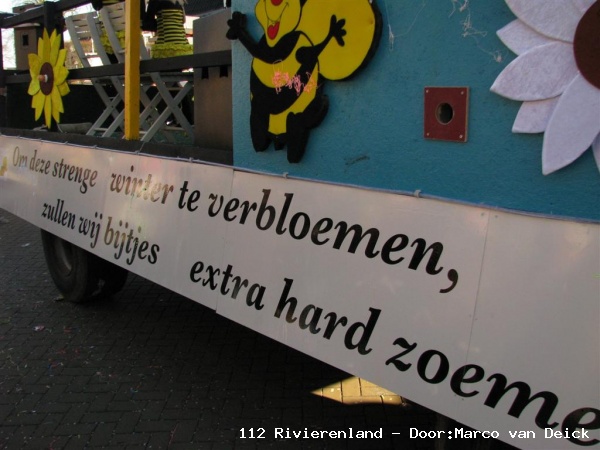 Om deze strenge winter te verbloemen,
zullen wij bijtjes extra hard zoeme
112 Rivierenland - Door:Marco van Deick